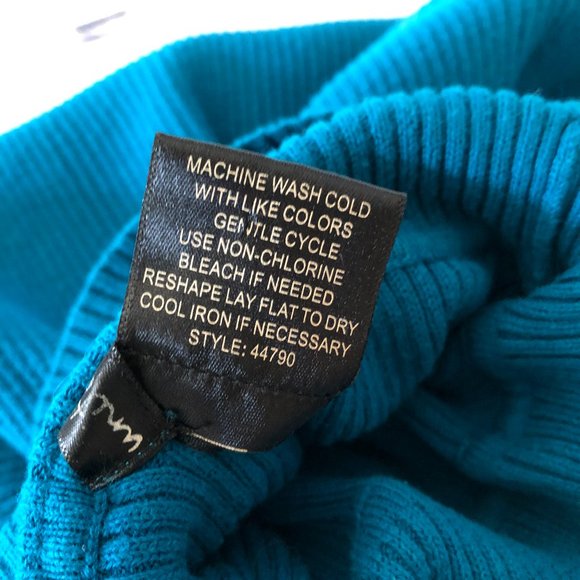 MACHINE WASH COLD
WITH LIKE COLORS
GENTLE CYCLE
USE NON-CHLORINE
BLEACH IF NEEDED
RESHAPE LAY FLAT TO DRY
COOL IRON IF NECESSARY
STYLE: 44790